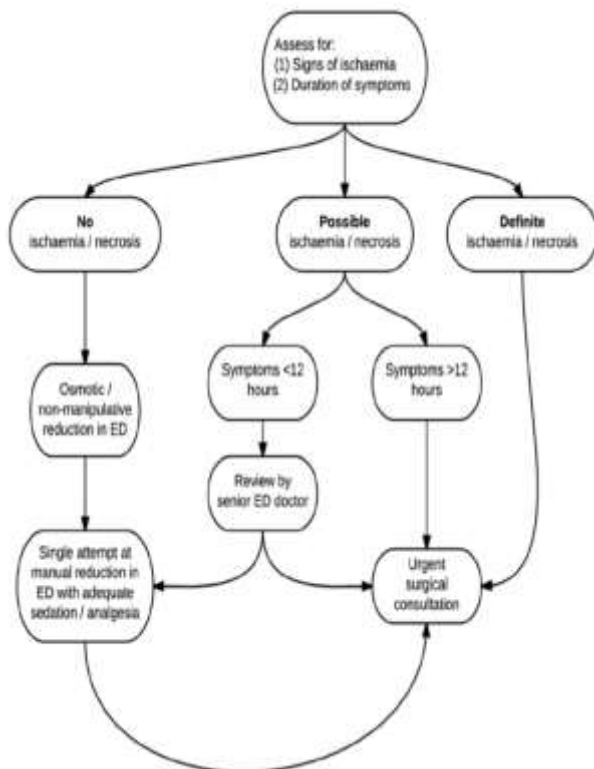 Assess for:
(1) Signs of ischaemia
(2) Duration of symptoms
No
ischaemia / necrosis
Possible
ischaemia / necrosis
Definite
ischaemia / necrosis
Osmotic /
non-manipulative
reduction in ED
Symptoms <12
hours
Symptoms >12
hours
Review by
senior ED doctor
Single attempt at
manual reduction in
ED with adequate
sedation / analgesia
Urgent
surgical
consultation